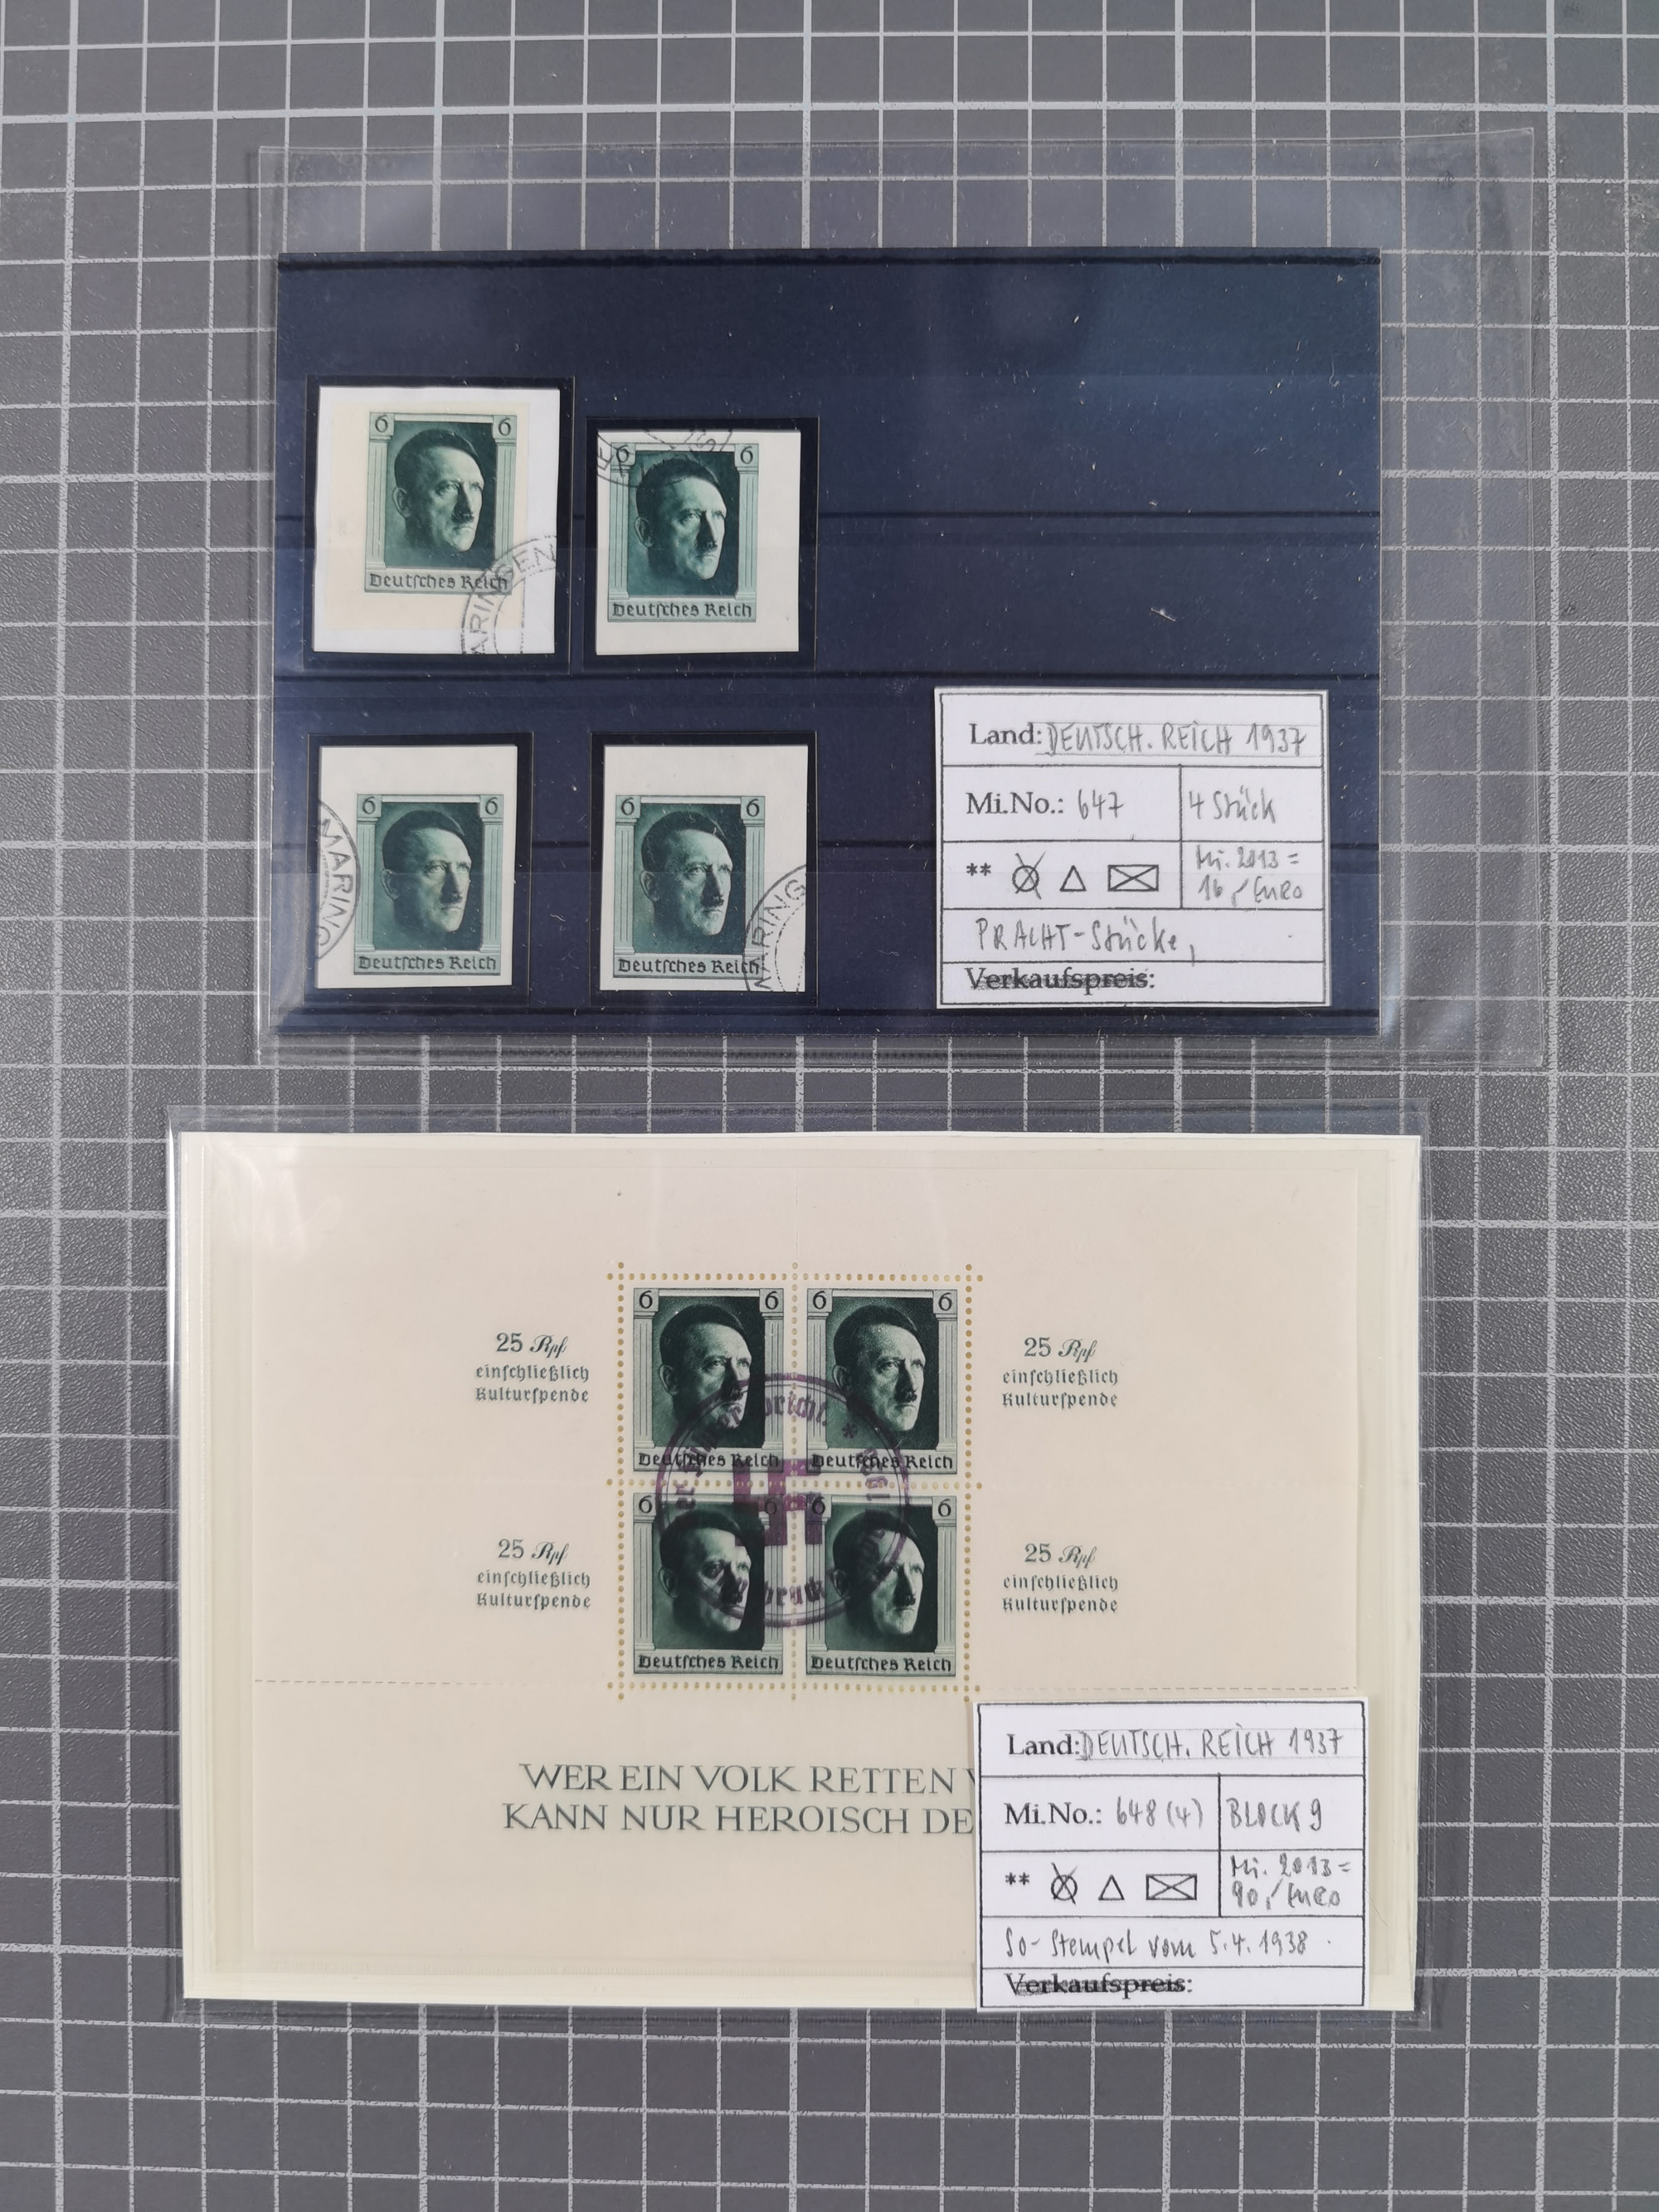 6 6
Deutsches Reich
MARINGEN
6 6
Deutsches Reich
6 6
Deutsches Reich
MARING
6 6
Deutsches Reich
MARING
Land: DEUTSCH. REICH 1937
Mi.No.: 647 4 Stück
** Mi. 2013 =
16,- Euro
PRACHT-Stücke,
Verkaufspreis:
6 6 6 6
25 Rpf
einschließlich
Kulturspende
25 Rpf
einschließlich
Kulturspende
Deutsches Reich Deutsches Reich
6 6 6 6
25 Rpf
einschließlich
Kulturspende
25 Rpf
einschließlich
Kulturspende
Deutsches Reich Deutsches Reich
WER EIN VOLK RETTEN
KANN NUR HEROISCH DE
Land: DEUTSCH. REICH 1937
Mi.No.: 648 (4) BLOCK 9
** Mi. 2013 =
90,- Euro
So-Stempel vom 5.4.1938
Verkaufspreis: